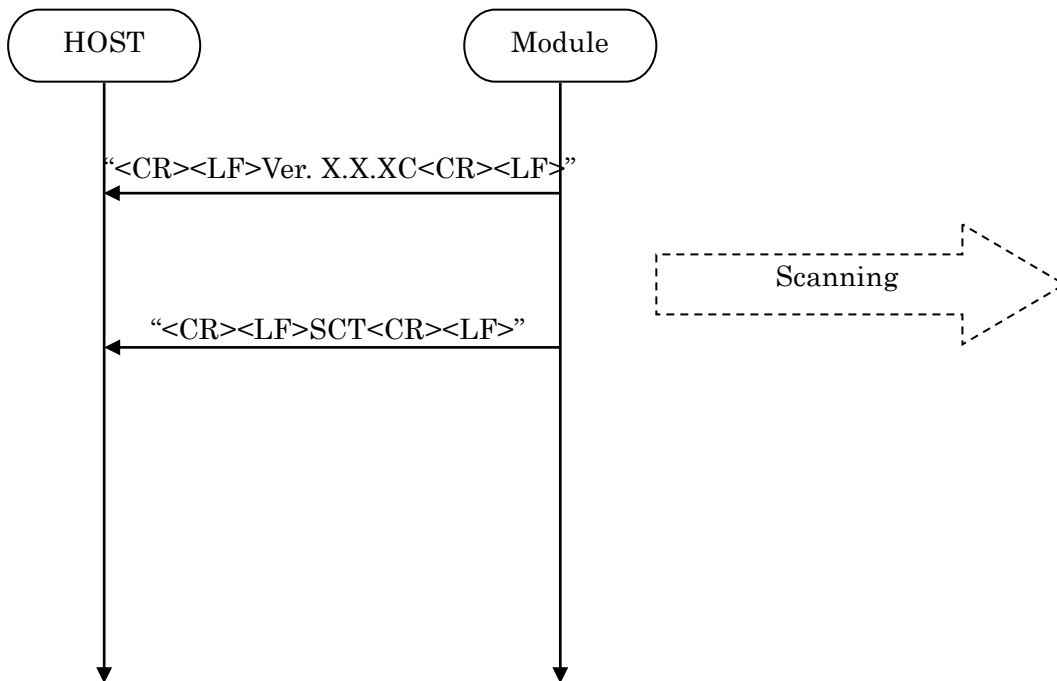 HOST
Module
“<CR><LF>Ver. X.X.XC<CR><LF>”
Scanning
“<CR><LF>SCT<CR><LF>”